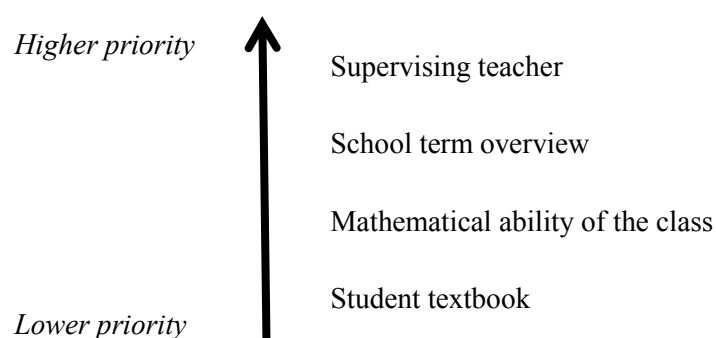 Higher priority
Supervising teacher
School term overview
Mathematical ability of the class
Student textbook
Lower priority